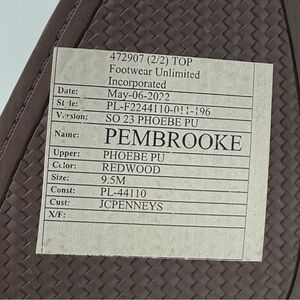 472907 (2/2) TOP
Footwear Unlimited
Incorporated
Date: May-06-2022
Style: PL-F2244110-011-196
Version: SO 23 PHOEBE PU
Name: PEMBROOKE
Upper: PHOEBE PU
Color: REDWOOD
Size: 9.5M
Const: PL-44110
Cust: JCPENNEYS
X/F: